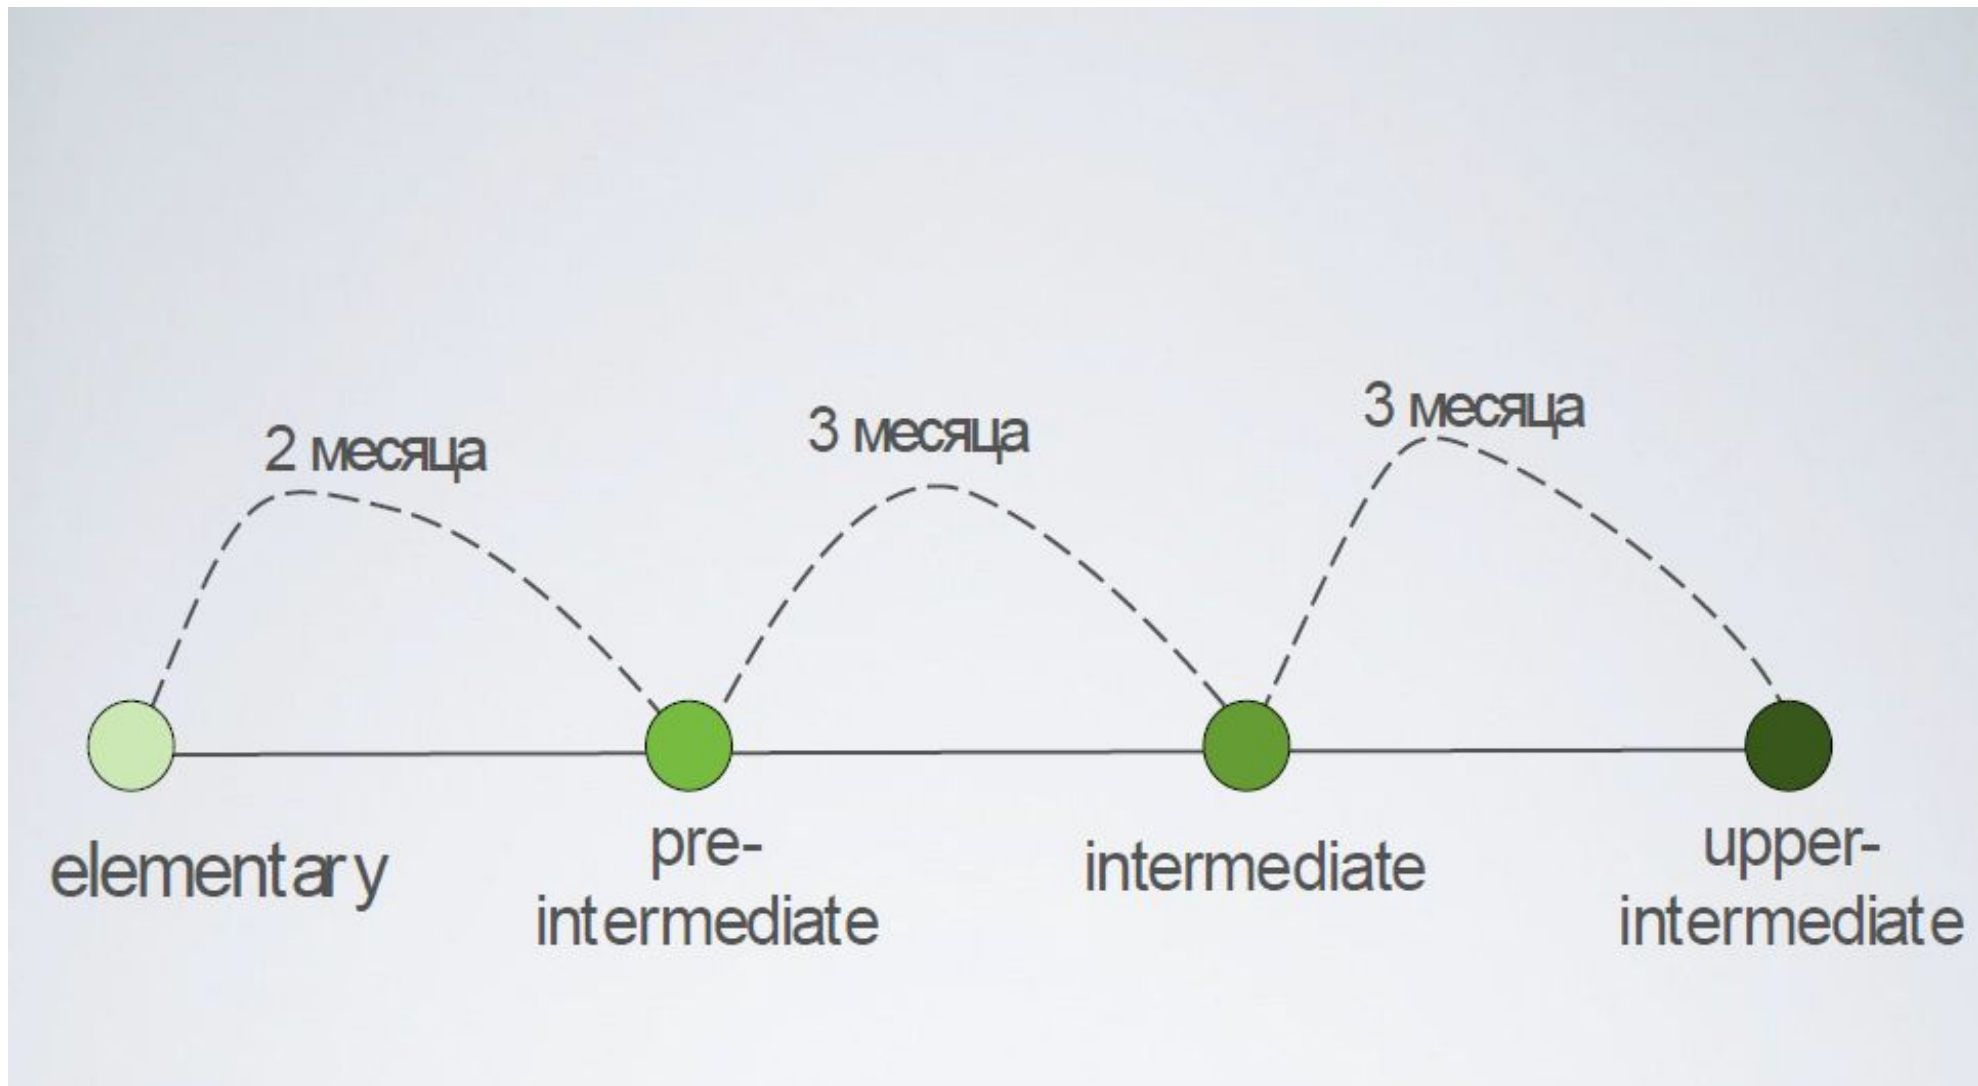 2 месяца
3 месяца
3 месяца
elementary
pre-
intermediate
intermediate
upper-
intermediate